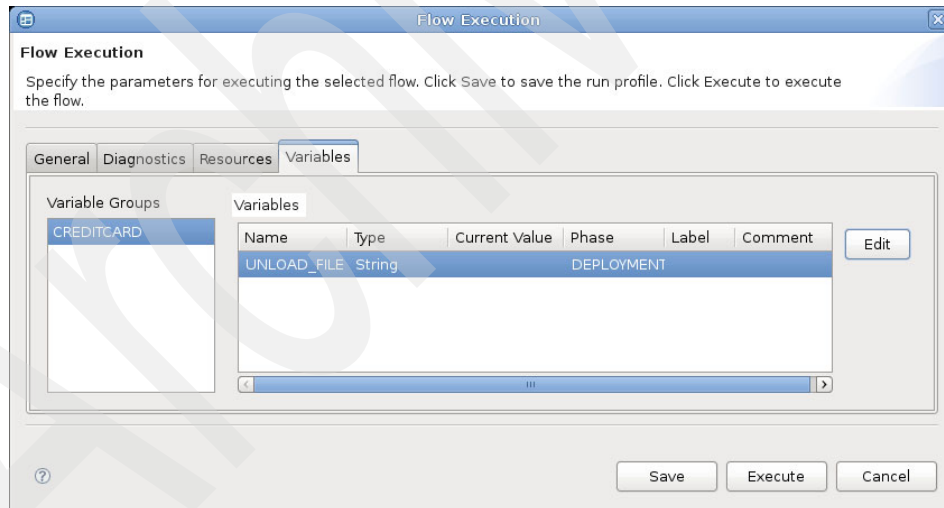 Flow Execution
Flow Execution
Specify the parameters for executing the selected flow. Click Save to save the run profile. Click Execute to execute
the flow.
General Diagnostics Resources Variables
Variable Groups Variables
CREDITCARD
Name Type Current Value Phase Label Comment Edit
UNLOAD_FILE String DEPLOYMENT
Save Execute Cancel